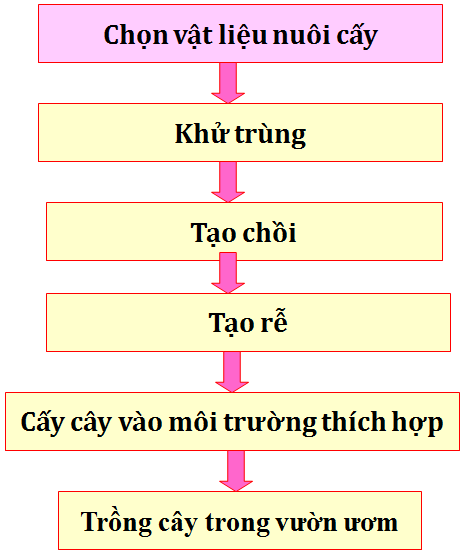 Chọn vật liệu nuôi cấy
Khử trùng
Tạo chồi
Tạo rễ
Cấy cây vào môi trường thích hợp
Trồng cây trong vườn ươm